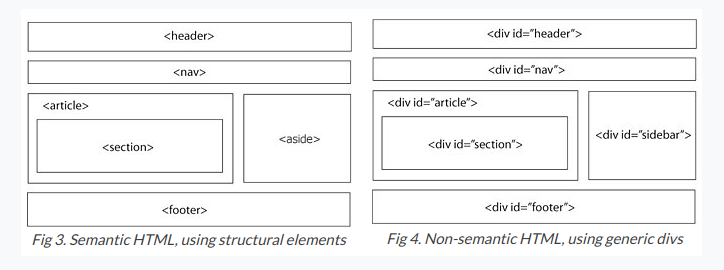 <header>
<nav>
<article>
<section>
<aside>
<footer>
Fig 3. Semantic HTML, using structural elements
<div id="header">
<div id="nav">
<div id="article">
<div id="section">
<div id="sidebar">
<div id="footer">
Fig 4. Non-semantic HTML, using generic divs